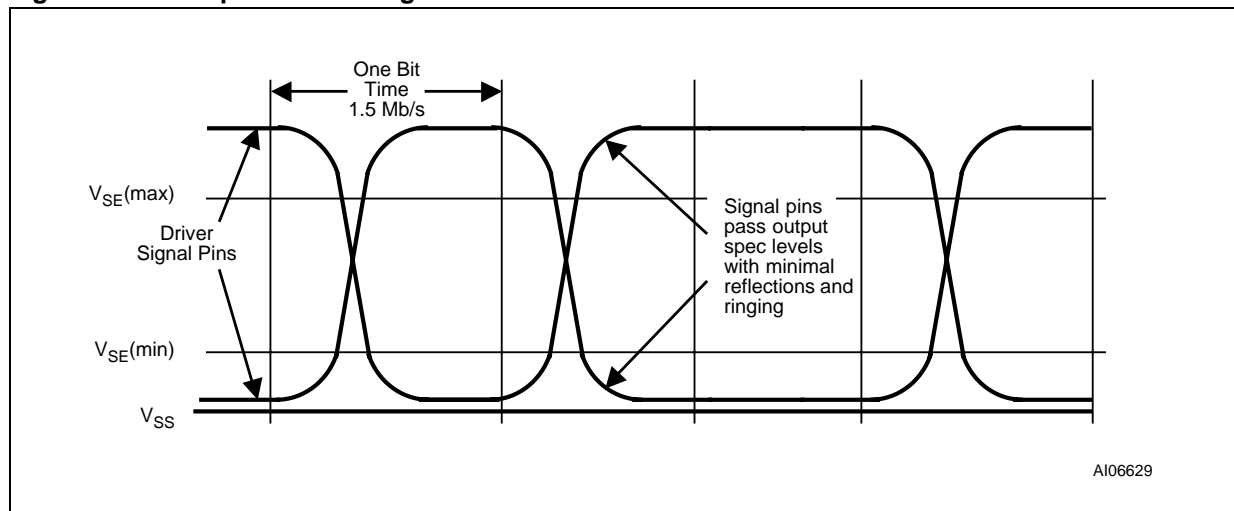 One Bit
Time
1.5 Mb/s
V_SE(max)
Driver
Signal Pins
Signal pins
pass output
spec levels
with minimal
reflections and
ringing
V_SE(min)
V_SS
AI06629